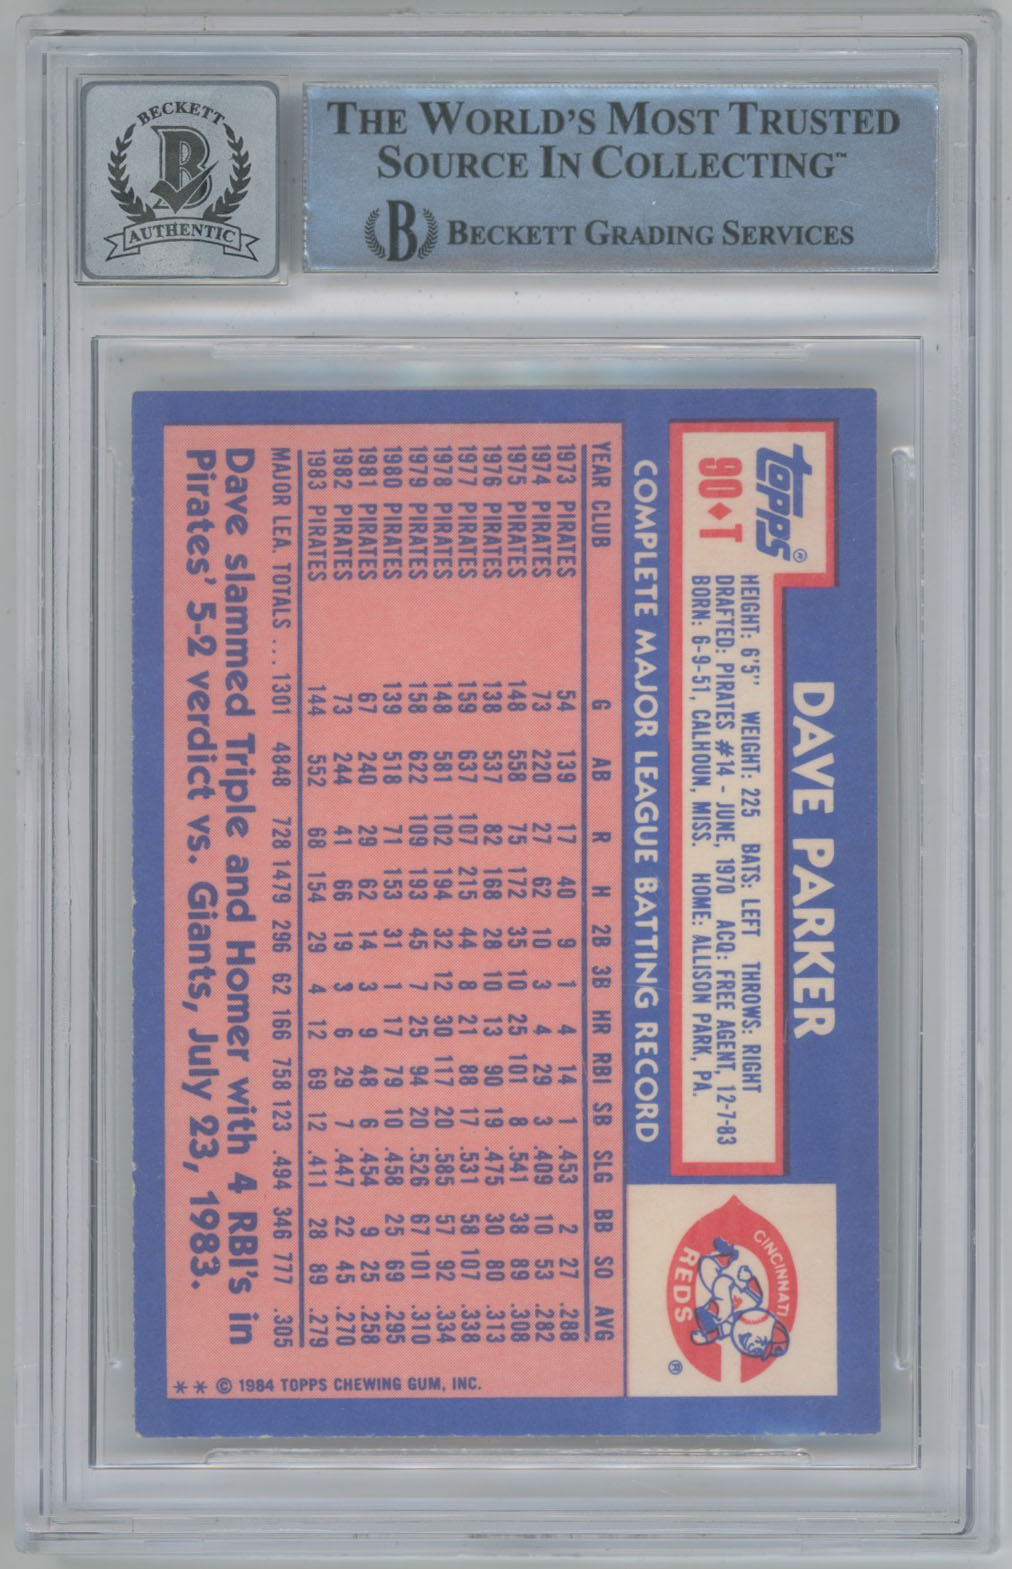 BECKETT
B
AUTHENTIC
THE WORLD'S MOST TRUSTED
SOURCE IN COLLECTING™
B BECKETT GRADING SERVICES
topps®
90♦T
DAVE PARKER
HEIGHT: 6'5" WEIGHT: 225 BATS: LEFT THROWS: RIGHT
DRAFTED: PIRATES #14 - JUNE, 1970 ACQ: FREE AGENT, 12-7-83
BORN: 6-9-51, CALHOUN, MISS. HOME: ALLISON PARK, PA.
CINCINNATI
REDS
®
COMPLETE MAJOR LEAGUE BATTING RECORD
YEAR CLUB G AB R H 2B 3B HR RBI SB SLG BB SO AVG
1973 PIRATES 54 139 17 40 9 1 4 14 1 .453 2 27 .288
1974 PIRATES 73 220 27 62 10 3 4 29 3 .409 10 53 .282
1975 PIRATES 148 558 75 172 35 10 25 101 8 .541 38 89 .308
1976 PIRATES 138 537 82 168 28 10 13 90 19 .475 30 80 .313
1977 PIRATES 159 637 107 215 44 8 21 88 17 .531 58 107 .338
1978 PIRATES 148 581 102 194 32 12 30 117 20 .585 57 92 .334
1979 PIRATES 158 622 109 193 45 7 25 94 20 .526 67 101 .310
1980 PIRATES 139 518 71 153 31 1 17 79 10 .458 25 69 .295
1981 PIRATES 67 240 29 62 14 3 9 48 6 .454 9 25 .258
1982 PIRATES 73 244 41 66 19 3 6 29 7 .447 22 45 .270
1983 PIRATES 144 552 68 154 29 4 12 69 12 .411 28 89 .279
MAJOR LEA. TOTALS ... 1301 4848 728 1479 296 62 166 758 123 .494 346 777 .305
Dave slammed Triple and Homer with 4 RBI's in
Pirates' 5-2 verdict vs. Giants, July 23, 1983.
** © 1984 TOPPS CHEWING GUM, INC.